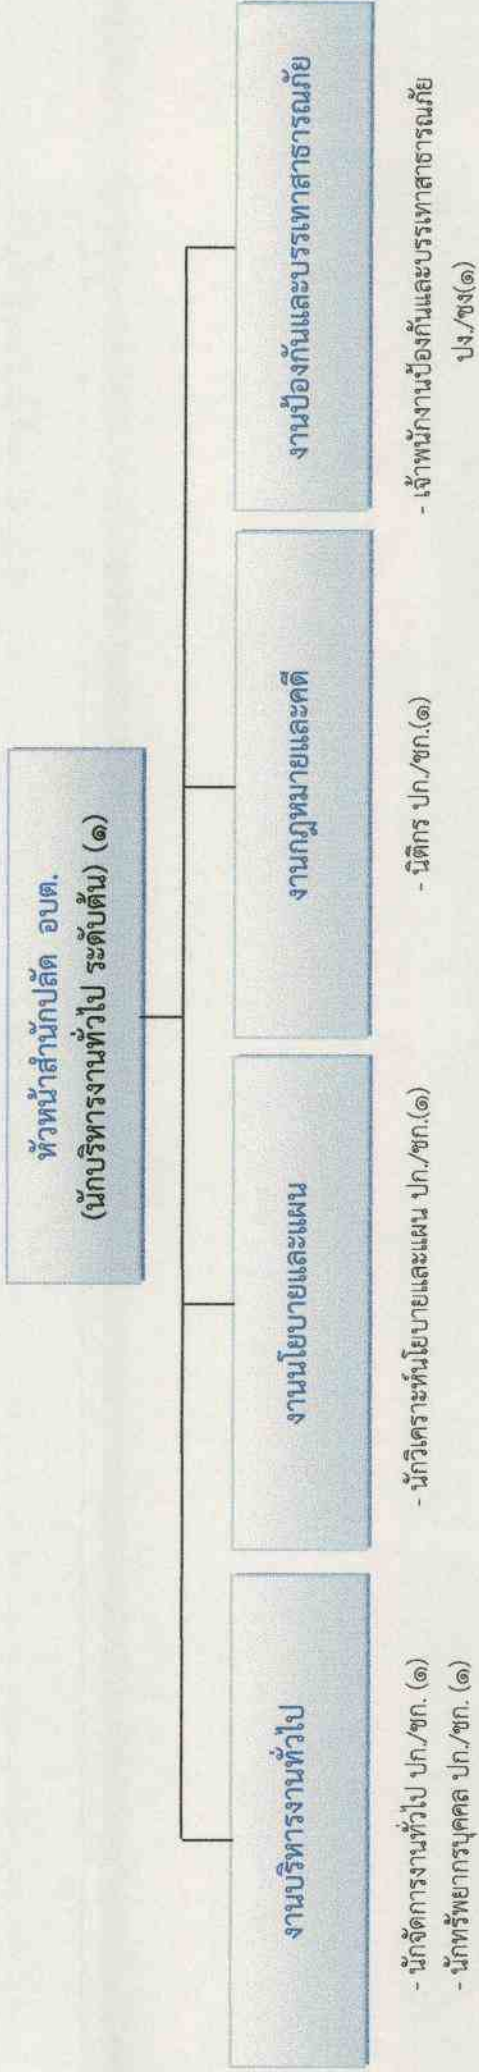 หัวหน้าสำนักปลัด อบต.
(นักบริหารงานทั่วไป ระดับต้น) (๑)
งานบริหารงานทั่วไป
- นักจัดการงานทั่วไป ปก./ชก. (๑)
- นักทรัพยากรบุคคล ปก./ชก. (๑)
งานนโยบายและแผน
- นักวิเคราะห์นโยบายและแผน ปก./ชก.(๑)
งานกฎหมายและคดี
- นิติกร ปก./ชก.(๑)
งานป้องกันและบรรเทาสาธารณภัย
- เจ้าพนักงานป้องกันและบรรเทาสาธารณภัย
ปง./ชง(๑)